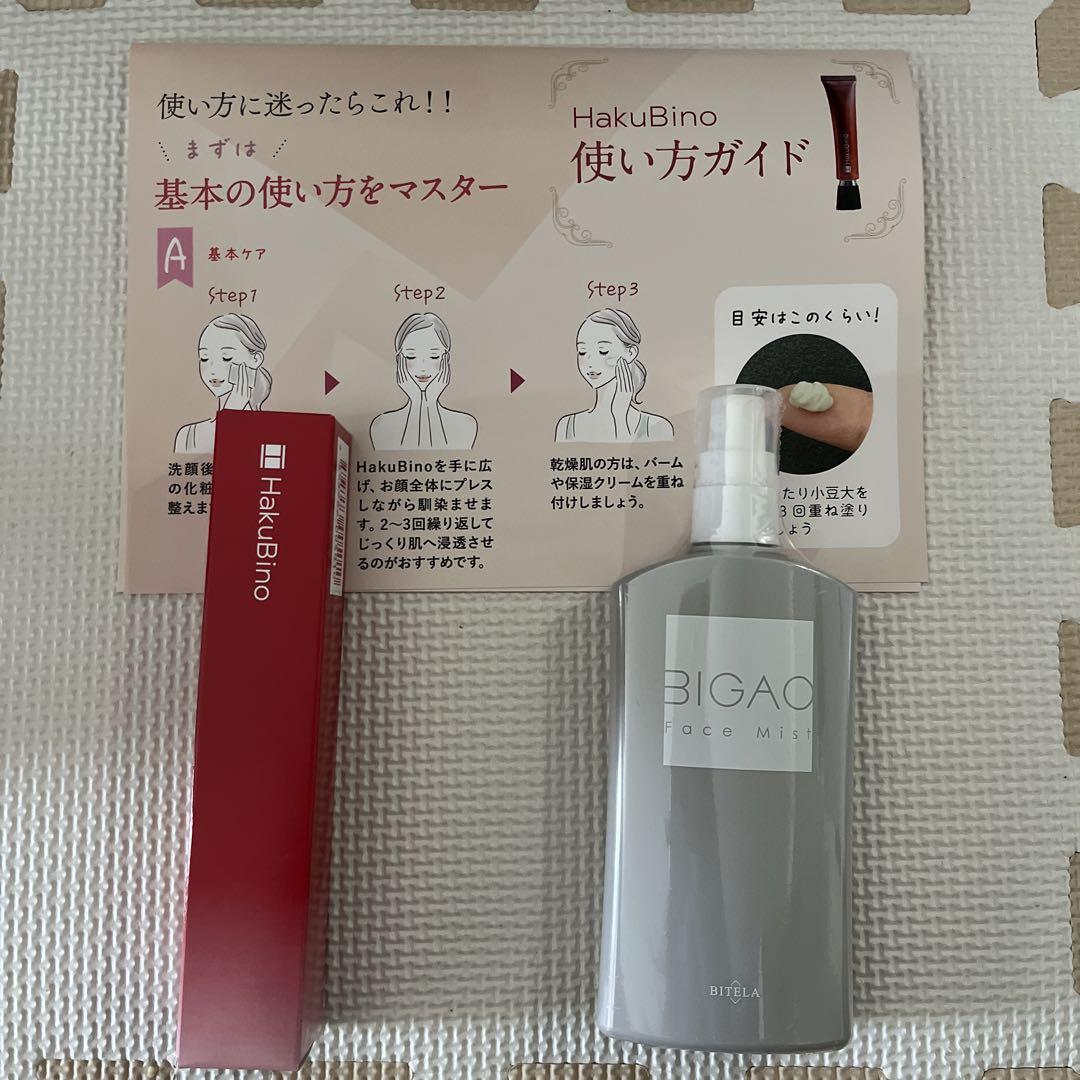 使い方に迷ったらこれ！！
まずは
基本の使い方をマスター
HakuBino
使い方ガイド
A
基本ケア
Step1
Step2
Step3
目安はこのくらい！
洗顔後
の化粧
整えま
HakuBinoを手に広
げ、お顔全体にプレス
しながら馴染ませま
す。2〜3回繰り返して
じっくり肌へ浸透させ
るのがおすすめです。
乾燥肌の方は、バーム
や保湿クリームを重ね
付けしましょう。
たり小豆大を
3回重ね塗り
しょう
HakuBino
HakuBino
BIGAO
Face Mist
BITELA